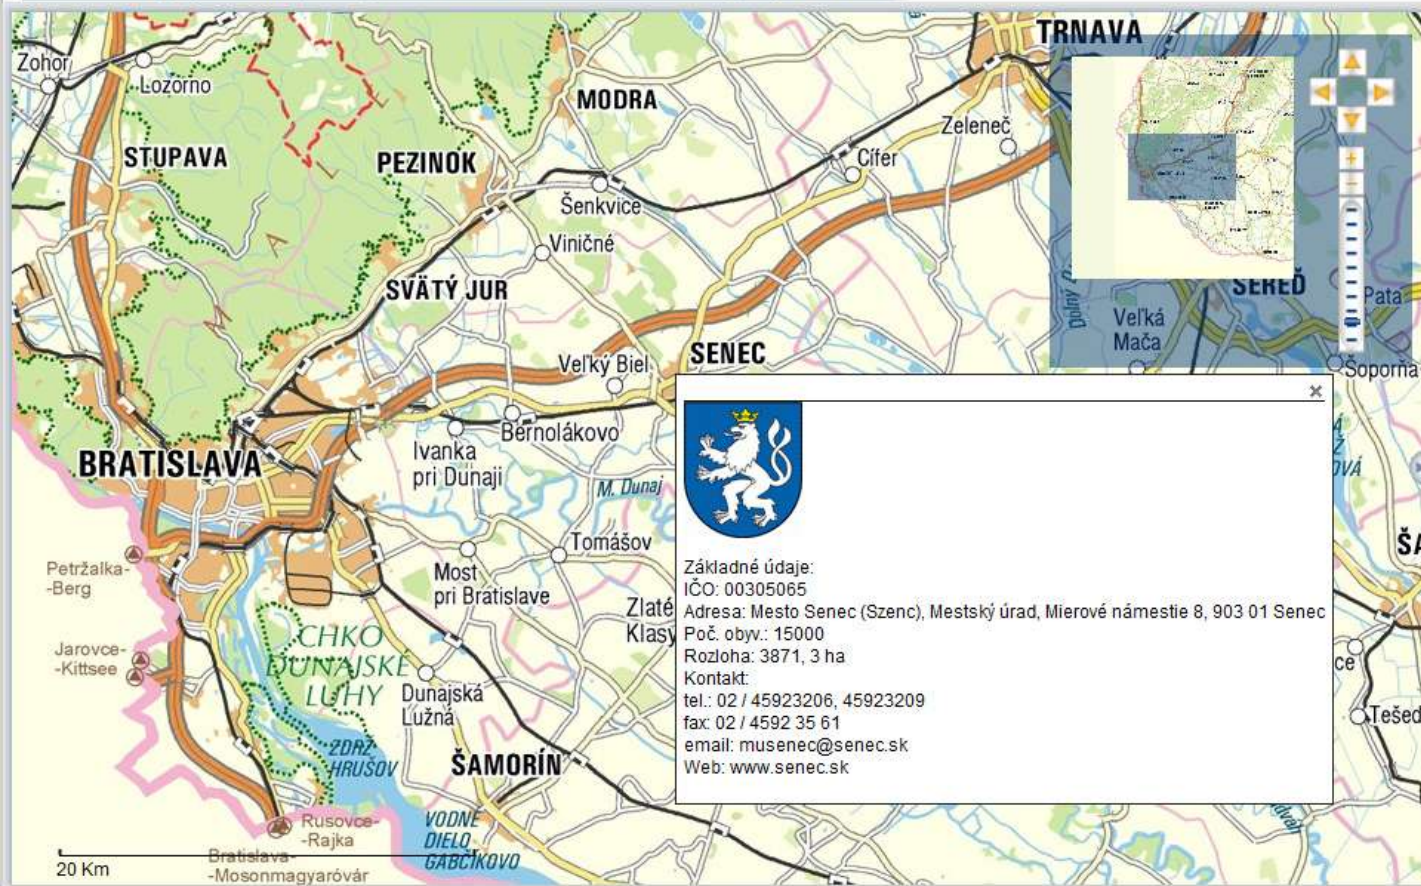 TRNAVA
Zohor
Lozorno
MODRA
Zeleneč
STUPAVA
PEZINOK
Cífer
Šenkvice
Viničné
SVÄTÝ JUR
SEREĎ
Pata
Veľká
Mača
SENEC
Veľký Biel
Šoporňa
Bernolákovo
BRATISLAVA
Ivanka
pri Dunaji
M. Dunaj
Tomášov
Petržalka-
-Berg
Most
pri Bratislave
Zlaté
Klasy
CHKO
DUNAJSKÉ
LUHY
Jarovce-
-Kittsee
Dunajská
Lužná
ZDRŽ
HRUŠOV
ŠAMORÍN
Rusovce-
-Rajka
VODNÉ
DIELO
GABČÍKOVO
Bratislava-
-Mosonmagyaróvár
20 Km
Základné údaje:
IČO: 00305065
Adresa: Mesto Senec (Szenc), Mestský úrad, Mierové námestie 8, 903 01 Senec
Poč. obyv.: 15000
Rozloha: 3871, 3 ha
Kontakt:
tel.: 02 / 45923206, 45923209
fax: 02 / 4592 35 61
email: musenec@senec.sk
Web: www.senec.sk